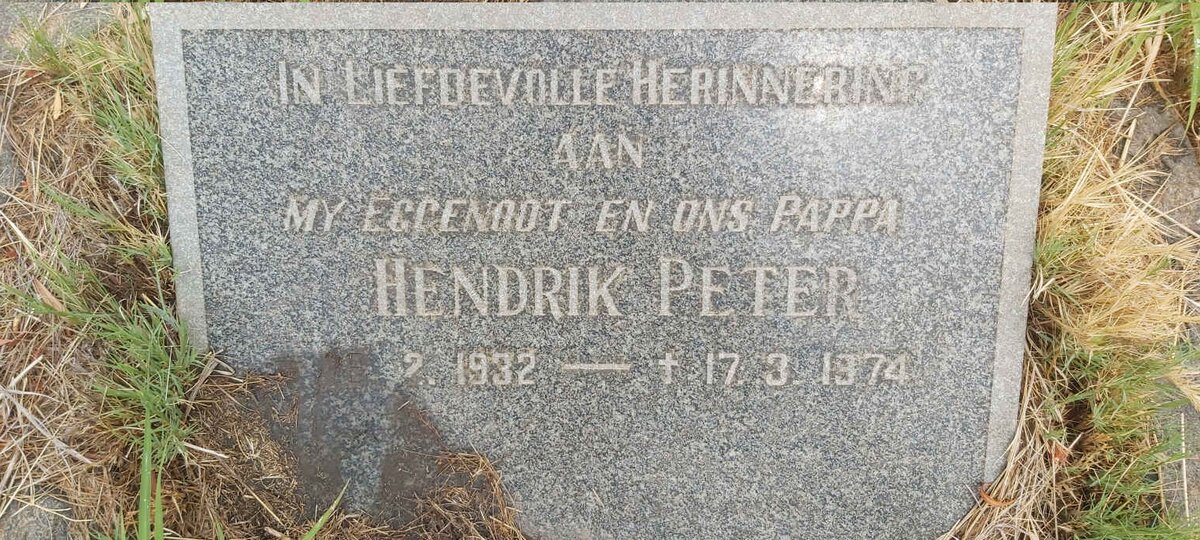 IN LIEFDEVOLLE HERINNERING
AAN
MY EGGENOOT EN ONS PAPPA
HENDRIK PETER
2. 1932 — † 17. 3. 1974